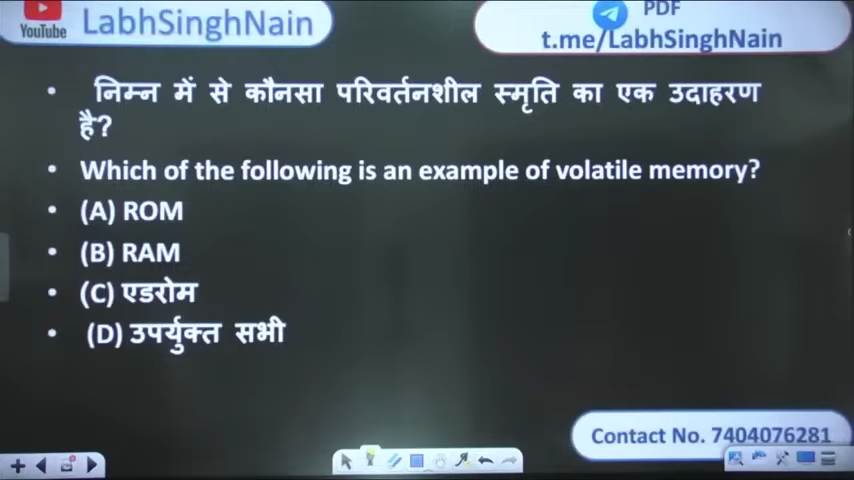 YouTube LabhSinghNain
PDF
t.me/LabhSinghNain
• निम्न में से कौनसा परिवर्तनशील स्मृति का एक उदाहरण
है?
• Which of the following is an example of volatile memory?
• (A) ROM
• (B) RAM
• (C) एडरोम
• (D) उपर्युक्त सभी
Contact No. 7404076281